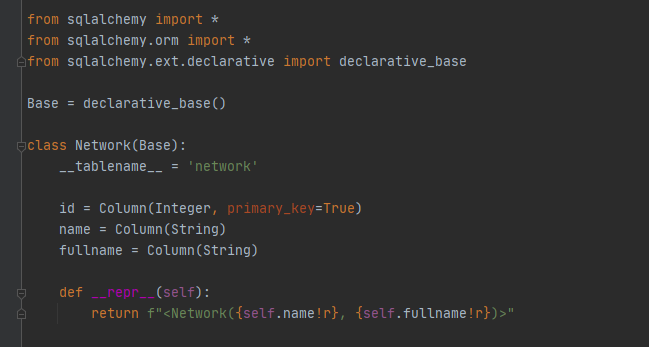 from sqlalchemy import *
from sqlalchemy.orm import *
from sqlalchemy.ext.declarative import declarative_base
Base = declarative_base()
class Network(Base):
__tablename__ = 'network'
id = Column(Integer, primary_key=True)
name = Column(String)
fullname = Column(String)
def __repr__(self):
return f"<Network({self.name!r}, {self.fullname!r})>"